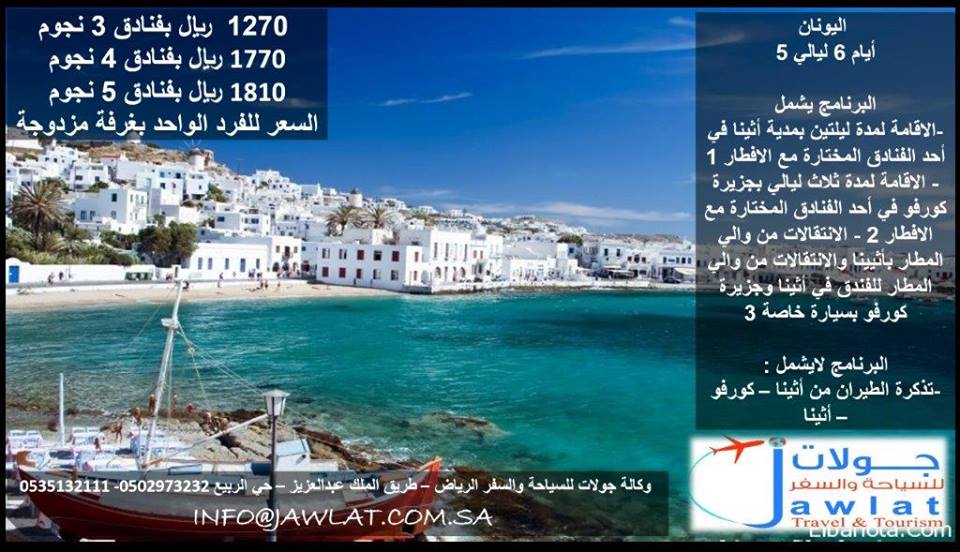 1270 ريال بفنادق 3 نجوم
1770 ريال بفنادق 4 نجوم
1810 ريال بفنادق 5 نجوم
السعر للفرد الواحد بغرفة مزدوجة
اليونان
أيام 6 ليالي 5
البرنامج يشمل
-الاقامة لمدة ليلتين بمدية أثينا في
أحد الفنادق المختارة مع الافطار 1
- الاقامة لمدة ثلاث ليالي بجزيرة
كورفو في أحد الفنادق المختارة مع
الافطار 2 - الانتقالات من والي
المطار بأثيينا والانتقالات من والي
المطار للفندق في أثينا وجزيرة
كورفو بسيارة خاصة 3
البرنامج لايشمل :
-تذكرة الطيران من أثينا – كورفو
– أثينا
جولات
للسياحة والسفر
Jawlat
Travel & Tourism
Libanota.Com
وكالة جولات للسياحة والسفر الرياض – طريق الملك عبدالعزيز – حي الربيع 0502973232- 0535132111
INFO@JAWLAT.COM.SA